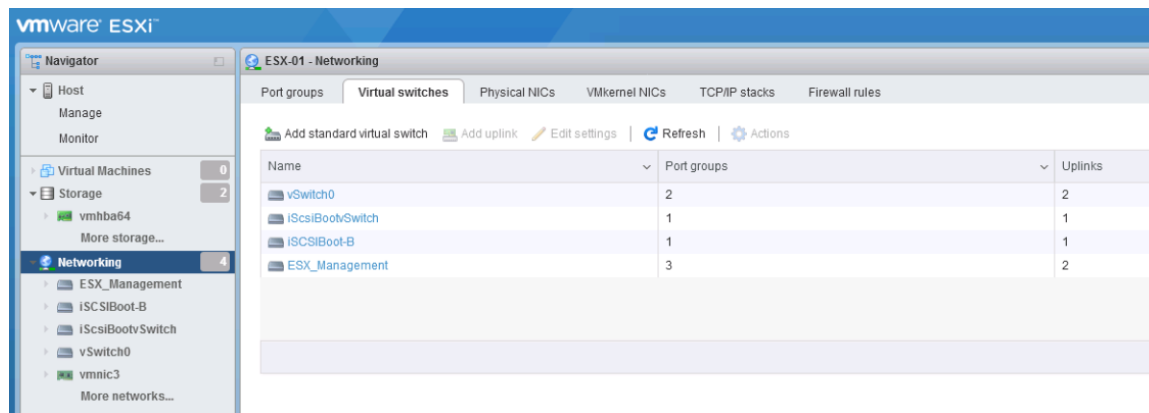 vmware ESXi™
Navigator
Host
Manage
Monitor
Virtual Machines 0
Storage 2
vmhba64
More storage...
Networking 4
ESX_Management
iSCSIBoot-B
iScsiBootvSwitch
vSwitch0
vmnic3
More networks...
ESX-01 - Networking
Port groups Virtual switches Physical NICs VMkernel NICs TCP/IP stacks Firewall rules
Add standard virtual switch Add uplink Edit settings Refresh Actions
Name Port groups Uplinks
vSwitch0 2 2
iScsiBootvSwitch 1 1
iSCSIBoot-B 1 1
ESX_Management 3 2